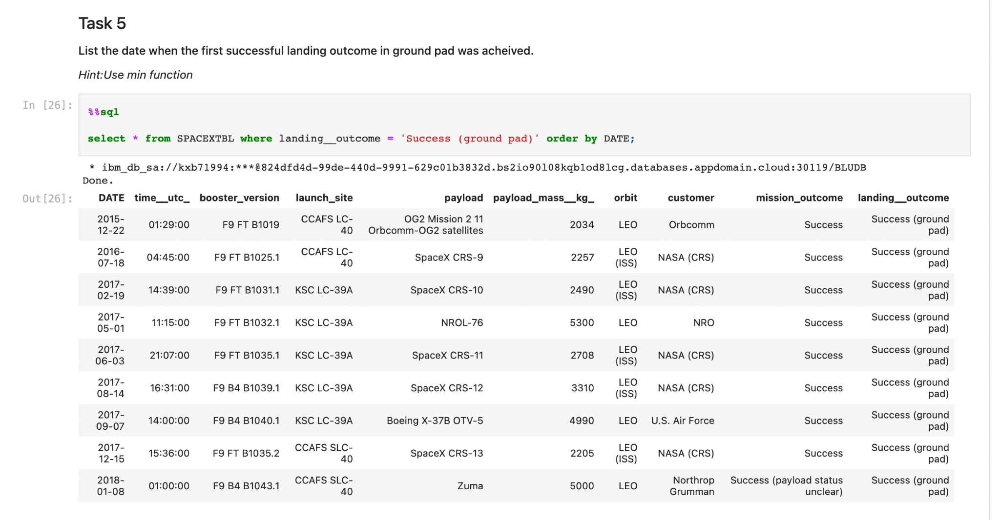 Task 5
List the date when the first successful landing outcome in ground pad was acheived.
Hint:Use min function
In [26]:
%%sql
select * from SPACEXTBL where landing__outcome = 'Success (ground pad)' order by DATE;
* ibm_db_sa://kxb71994:***@824dfd4d-99de-440d-9991-629c01b3832d.bs2io90l08kqb1od8lcg.databases.appdomain.cloud:30119/BLUDB
Done.
Out[26]:
DATE time__utc_ booster_version launch_site payload payload_mass__kg_ orbit customer mission_outcome landing__outcome
2015- CCAFS LC- OG2 Mission 2 11 Success (ground
01:29:00 F9 FT B1019 2034 LEO Orbcomm Success
12-22 40 Orbcomm-OG2 satellites pad)
2016- CCAFS LC- LEO Success (ground
04:45:00 F9 FT B1025.1 SpaceX CRS-9 2257 NASA (CRS) Success
07-18 40 (ISS) pad)
2017- LEO Success (ground
14:39:00 F9 FT B1031.1 KSC LC-39A SpaceX CRS-10 2490 NASA (CRS) Success
02-19 (ISS) pad)
2017- Success (ground
11:15:00 F9 FT B1032.1 KSC LC-39A NROL-76 5300 LEO NRO Success
05-01 pad)
2017- LEO Success (ground
21:07:00 F9 FT B1035.1 KSC LC-39A SpaceX CRS-11 2708 NASA (CRS) Success
06-03 (ISS) pad)
2017- LEO Success (ground
16:31:00 F9 B4 B1039.1 KSC LC-39A SpaceX CRS-12 3310 NASA (CRS) Success
08-14 (ISS) pad)
2017- Success (ground
14:00:00 F9 B4 B1040.1 KSC LC-39A Boeing X-37B OTV-5 4990 LEO U.S. Air Force Success
09-07 pad)
2017- CCAFS SLC- LEO Success (ground
15:36:00 F9 FT B1035.2 SpaceX CRS-13 2205 NASA (CRS) Success
12-15 40 (ISS) pad)
2018- CCAFS SLC- Northrop Success (payload status Success (ground
01:00:00 F9 B4 B1043.1 Zuma 5000 LEO
01-08 40 Grumman unclear) pad)